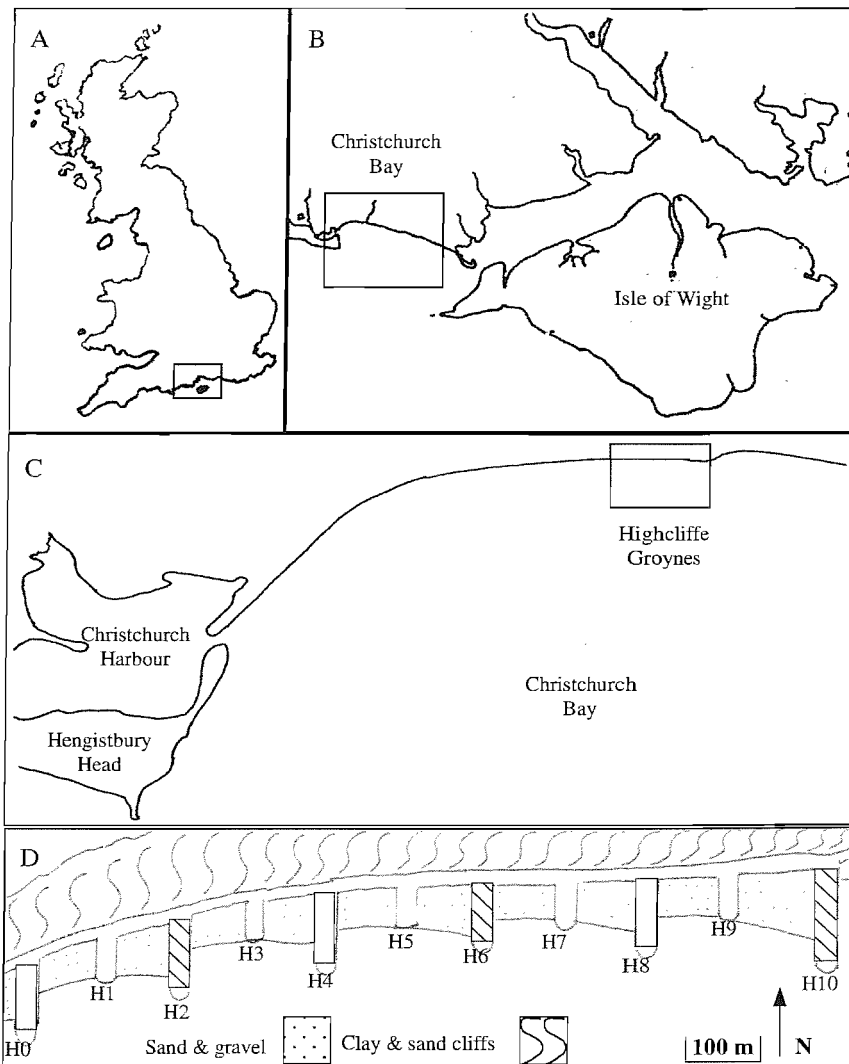 A
B
Christchurch
Bay
Isle of Wight
C
Highcliffe
Groynes
Christchurch
Harbour
Christchurch
Bay
Hengistbury
Head
D
H0
H1
H2
H3
H4
H5
H6
H7
H8
H9
H10
Sand & gravel
Clay & sand cliffs
100 m
N